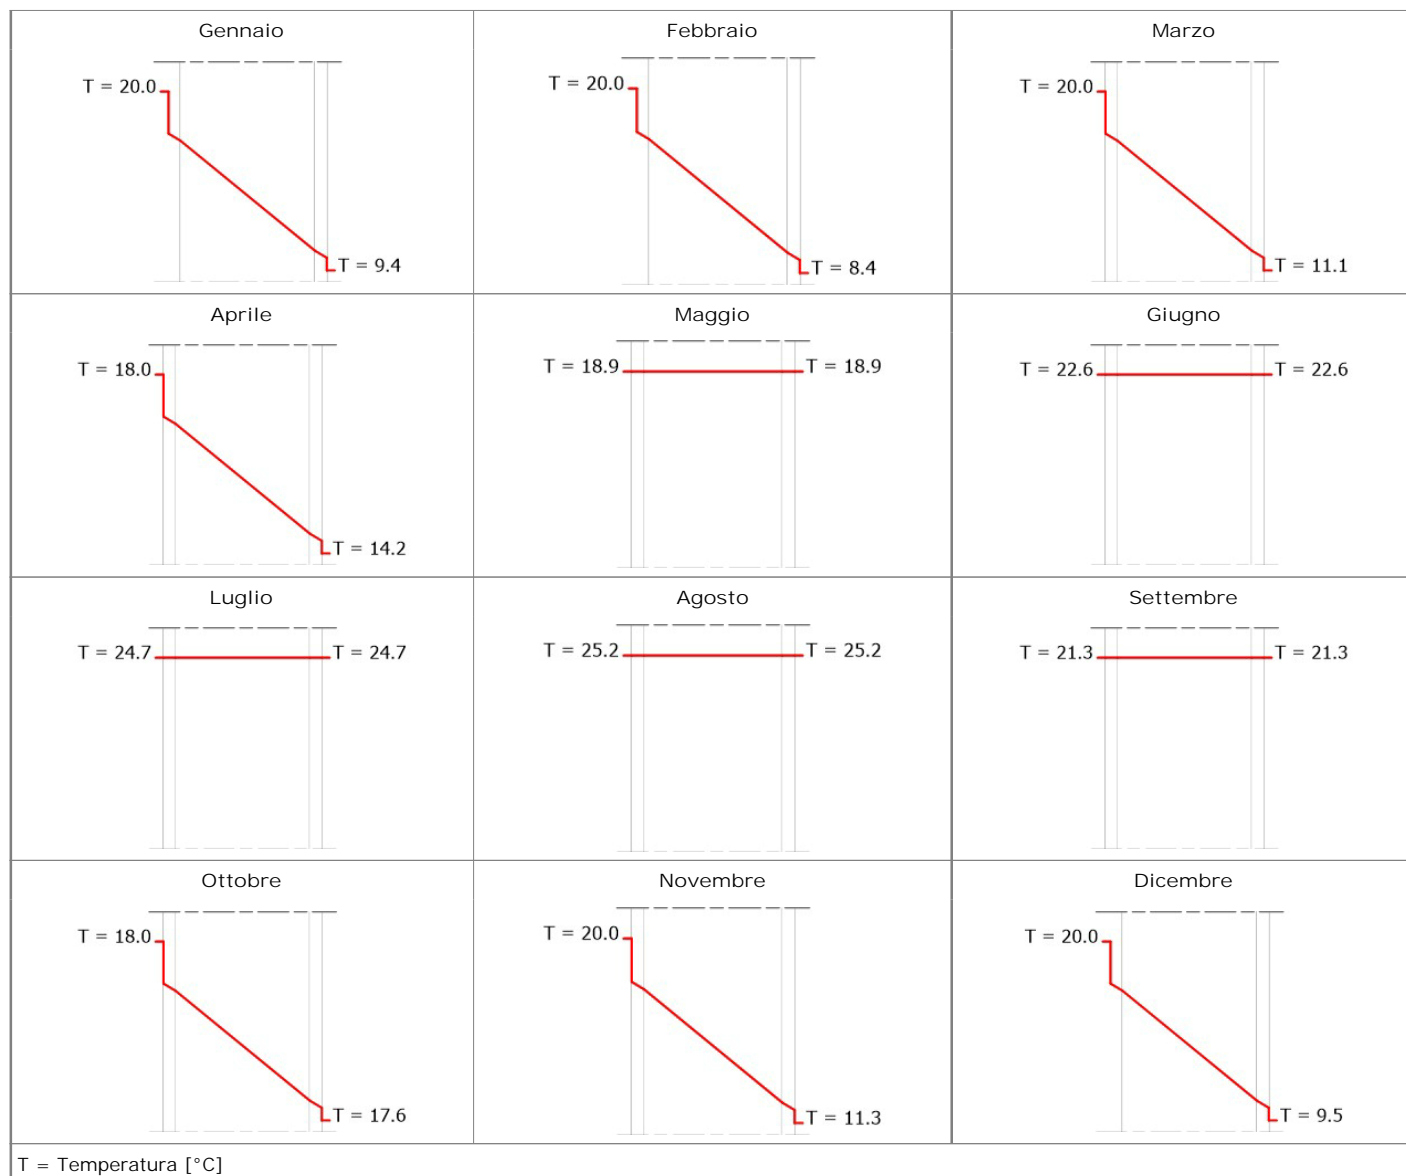 Gennaio
Febbraio
Marzo
T = 20.0
T = 9.4
T = 20.0
T = 8.4
T = 20.0
T = 11.1
Aprile
Maggio
Giugno
T = 18.0
T = 14.2
T = 18.9
T = 18.9
T = 22.6
T = 22.6
Luglio
Agosto
Settembre
T = 24.7
T = 24.7
T = 25.2
T = 25.2
T = 21.3
T = 21.3
Ottobre
Novembre
Dicembre
T = 18.0
T = 17.6
T = 20.0
T = 11.3
T = 20.0
T = 9.5
T = Temperatura [°C]